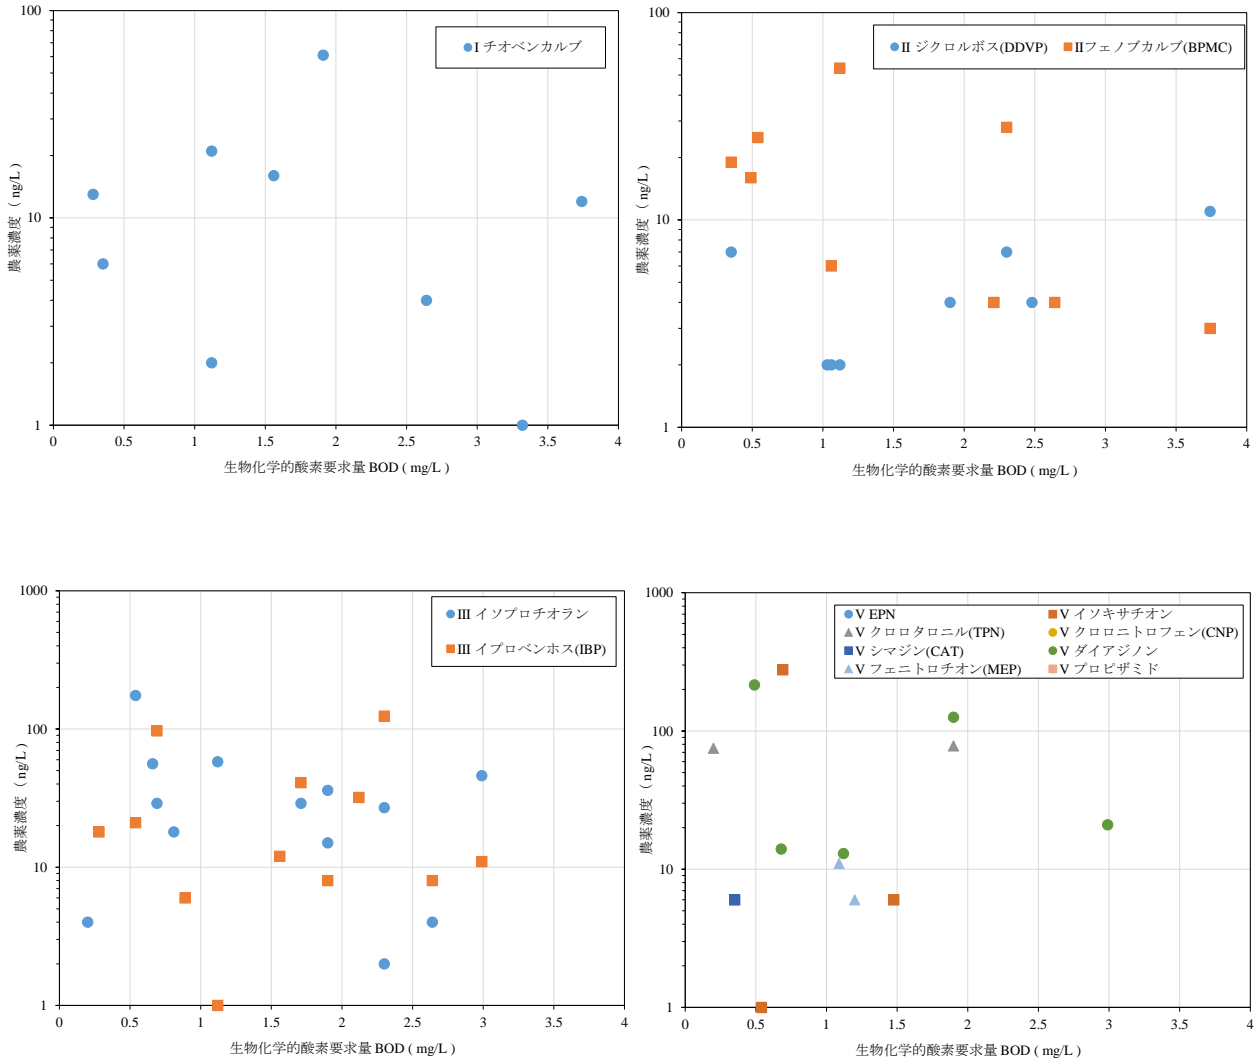 100
10
1
農薬濃度（ ng/L )
I チオベンカルブ
0 0.5 1 1.5 2 2.5 3 3.5 4
生物化学的酸素要求量 BOD ( mg/L )
100
10
1
農薬濃度（ ng/L )
II ジクロルボス(DDVP) IIフェノブカルブ(BPMC)
0 0.5 1 1.5 2 2.5 3 3.5 4
生物化学的酸素要求量 BOD ( mg/L )
1000
100
10
1
農薬濃度（ ng/L )
III イソプロチオラン
III イプロベンホス(IBP)
0 0.5 1 1.5 2 2.5 3 3.5 4
生物化学的酸素要求量 BOD ( mg/L )
1000
100
10
1
農薬濃度（ ng/L )
V EPN V イソキサチオン
V クロロタロニル(TPN) V クロロニトロフェン(CNP)
V シマジン(CAT) V ダイアジノン
V フェニトロチオン(MEP) V プロピザミド
0 0.5 1 1.5 2 2.5 3 3.5 4
生物化学的酸素要求量 BOD ( mg/L )